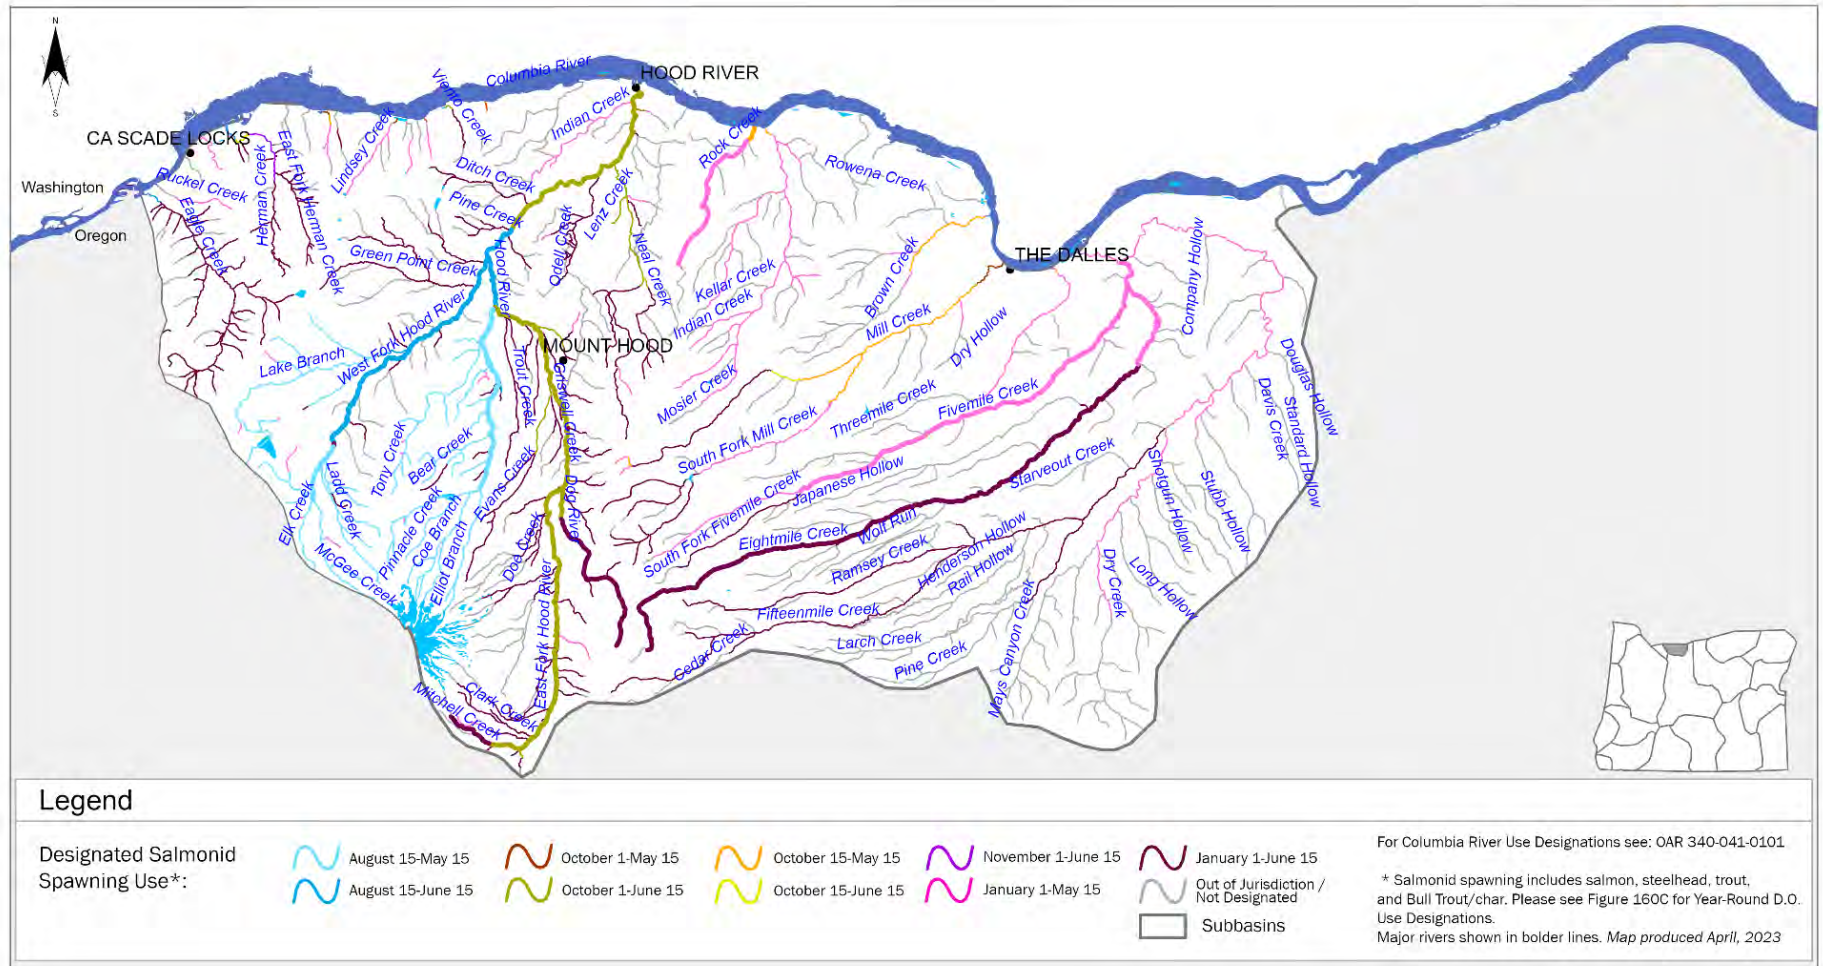 N
S
Columbia River
HOOD RIVER
Viento Creek
Indian Creek
CA SCADE LOCKS
East Fork Herman Creek
Herman Creek
Lindsey Creek
Rock Creek
Rowena Creek
Washington
Ruckel Creek
Ditch Creek
Pine Creek
Lenz Creek
Eagle Creek
Oregon
Odell Creek
Neal Creek
Hood River
Green Point Creek
Kellar Creek
Brown Creek
THE DALLES
Company Hollow
Indian Creek
Mill Creek
Dry Hollow
West Fork Hood River
Lake Branch
MOUNT HOOD
Trout Creek
Griswell Creek
Mosier Creek
Threemile Creek
Fivemile Creek
Douglas Hollow
Davis Creek
Standard Hollow
South Fork Mill Creek
Tony Creek
Bear Creek
Ladd Creek
Elk Creek
Evans Creek
Dog River
Japanese Hollow
Starveout Creek
Shotgun Hollow
Stubb Hollow
South Fork Fivemile Creek
Pinnacle Creek
Coe Branch
Elliot Branch
McGee Creek
Doe Creek
Eightmile Creek
Wolf Run
Ramsey Creek
Henderson Hollow
Rail Hollow
Dry Creek
Long Hollow
East Fork Hood River
Fifteenmile Creek
Mays Canyon Creek
Larch Creek
Cedar Creek
Pine Creek
Clark Creek
Mitchell Creek
Legend
Designated Salmonid
Spawning Use*:
August 15-May 15
August 15-June 15
October 1-May 15
October 1-June 15
October 15-May 15
October 15-June 15
November 1-June 15
January 1-May 15
January 1-June 15
Out of Jurisdiction /
Not Designated
Subbasins
For Columbia River Use Designations see: OAR 340-041-0101
* Salmonid spawning includes salmon, steelhead, trout,
and Bull Trout/char. Please see Figure 160C for Year-Round D.O.
Use Designations.
Major rivers shown in bolder lines. Map produced April, 2023